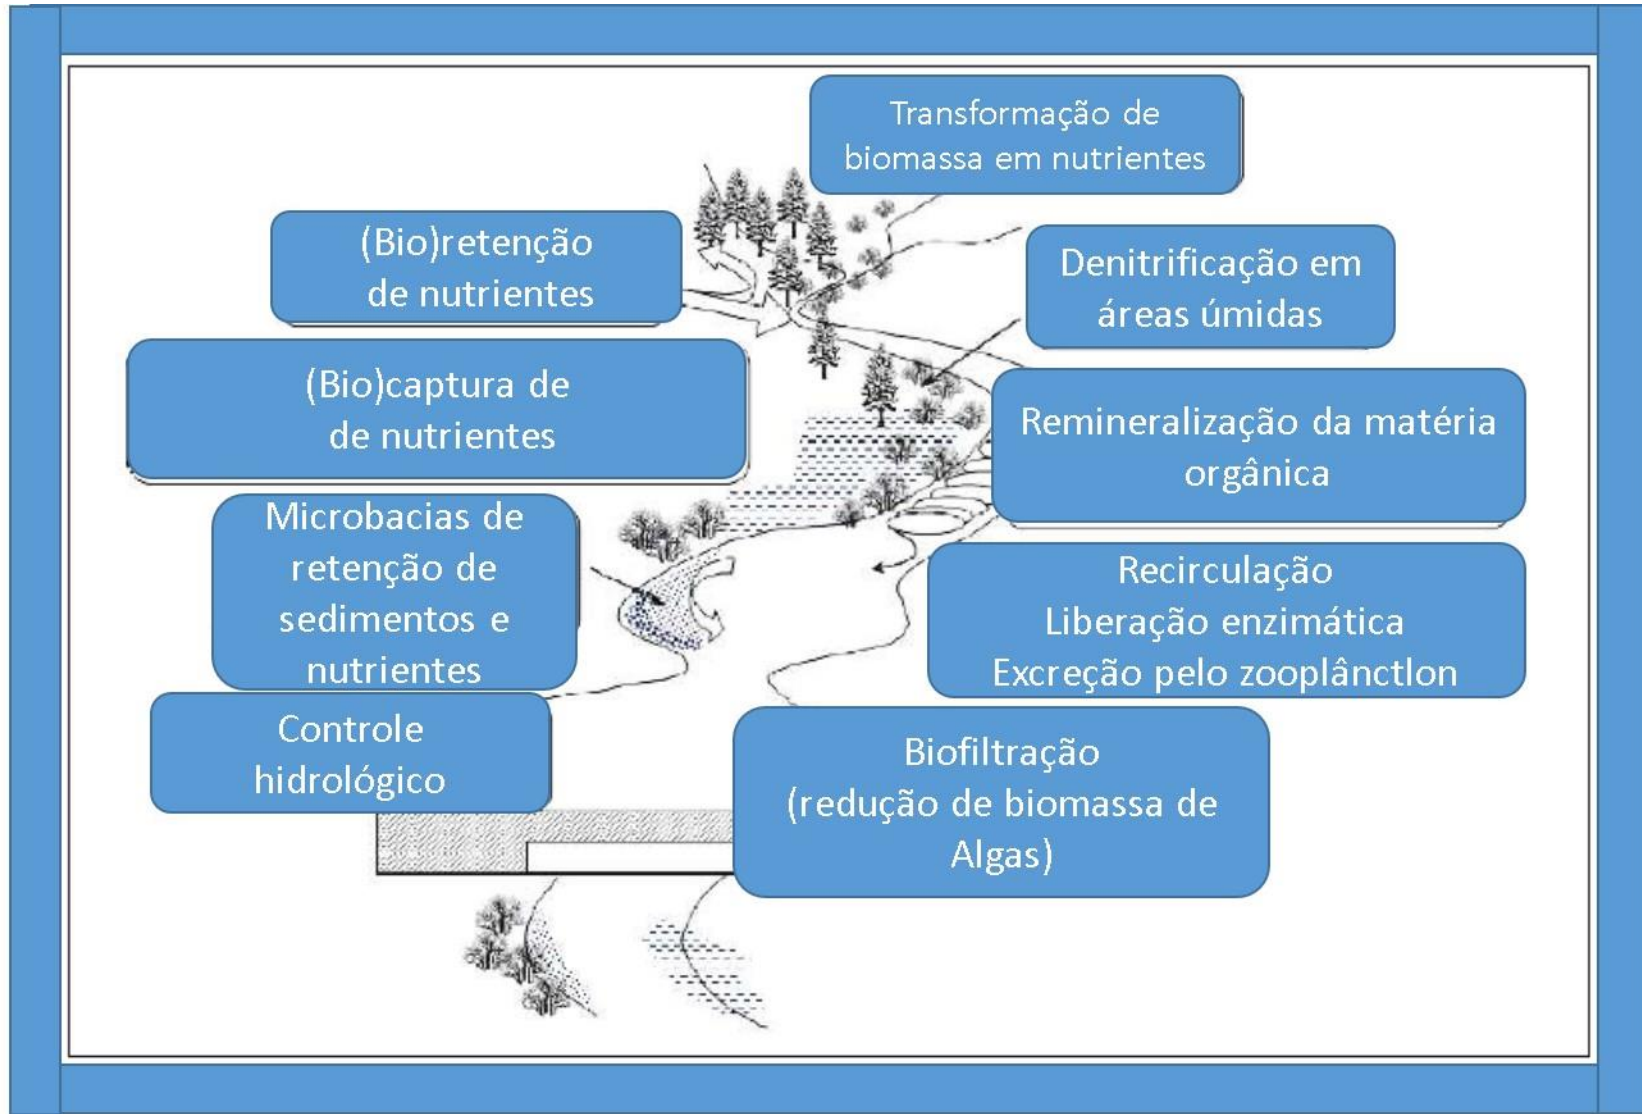 Transformação de
biomassa em nutrientes
(Bio)retenção
de nutrientes
Denitrificação em
áreas úmidas
(Bio)captura de
de nutrientes
Remineralização da matéria
orgânica
Microbacias de
retenção de
sedimentos e
nutrientes
Recirculação
Liberação enzimática
Excreção pelo zooplânctlon
Controle
hidrológico
Biofiltração
(redução de biomassa de
Algas)